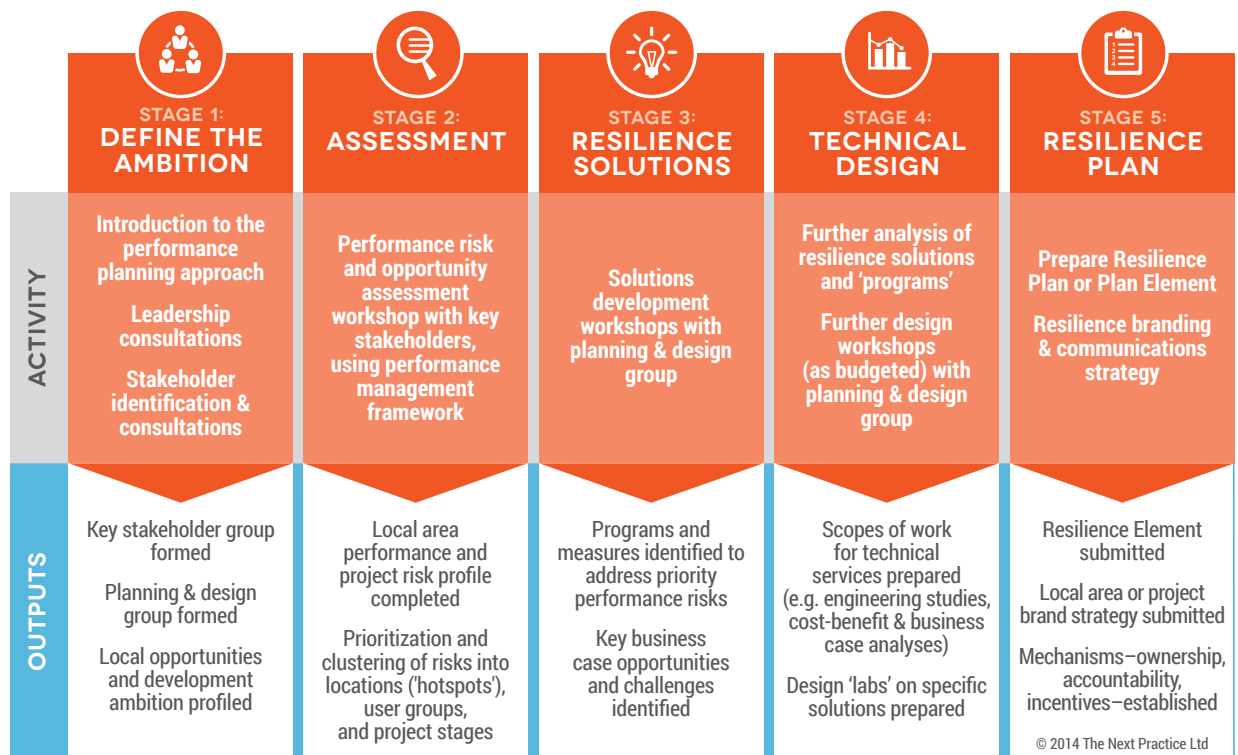 STAGE 1:
DEFINE THE
AMBITION
STAGE 2:
ASSESSMENT
STAGE 3:
RESILIENCE
SOLUTIONS
STAGE 4:
TECHNICAL
DESIGN
1
2
3
4
STAGE 5:
RESILIENCE
PLAN
ACTIVITY
Introduction to the
performance
planning approach
Leadership
consultations
Stakeholder
identification &
consultations
Performance risk
and opportunity
assessment
workshop with key
stakeholders,
using performance
management
framework
Solutions
development
workshops with
planning & design
group
Further analysis of
resilience solutions
and ‘programs’
Further design
workshops
(as budgeted) with
planning & design
group
Prepare Resilience
Plan or Plan Element
Resilience branding
& communications
strategy
OUTPUTS
Key stakeholder group
formed
Planning & design
group formed
Local opportunities
and development
ambition profiled
Local area
performance and
project risk profile
completed
Prioritization and
clustering of risks into
locations ('hotspots'),
user groups,
and project stages
Programs and
measures identified to
address priority
performance risks
Key business
case opportunities
and challenges
identified
Scopes of work
for technical
services prepared
(e.g. engineering studies,
cost-benefit & business
case analyses)
Design ‘labs’ on specific
solutions prepared
Resilience Element
submitted
Local area or project
brand strategy submitted
Mechanisms–ownership,
accountability,
incentives–established
© 2014 The Next Practice Ltd